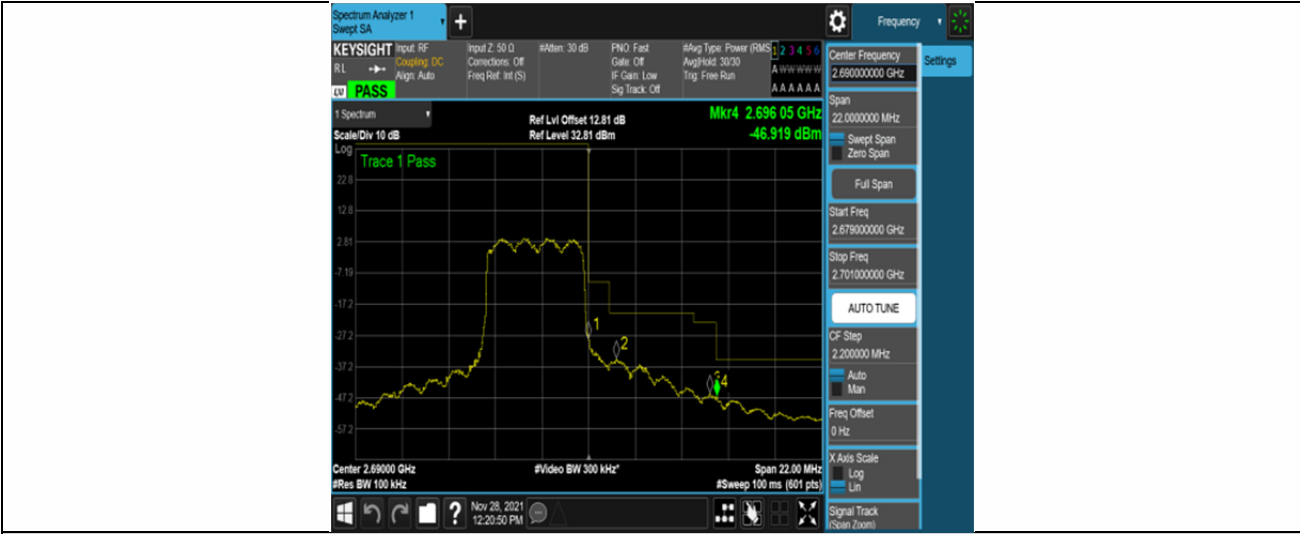 Spectrum Analyzer 1
Swept SA
+
Frequency
KEYSIGHT
RL
PASS
Input: RF
Coupling: DC
Align: Auto
Input Z: 50 Ω
Corrections: Off
Freq Ref: Int (S)
#Atten: 30 dB
PNO: Fast
Gate: Off
IF Gain: Low
Sig Track: Off
#Avg Type: Power (RMS
Avg|Hold: 30/30
Trig: Free Run
1 2 3 4 5 6
A W W W W W
A A A A A A
1 Spectrum
Scale/Div 10 dB
Ref Lvl Offset 12.81 dB
Ref Level 32.81 dBm
Mkr4 2.696 05 GHz
-46.919 dBm
Log
Trace 1 Pass
22.8
12.8
2.81
-7.19
-17.2
-27.2
-37.2
-47.2
-57.2
1
2
4
Center 2.69000 GHz
#Res BW 100 kHz
#Video BW 300 kHz*
Span 22.00 MHz
#Sweep 100 ms (601 pts)
Nov 28, 2021
12:20:50 PM
?
Center Frequency
2.690000000 GHz
Settings
Span
22.0000000 MHz
Swept Span
Zero Span
Full Span
Start Freq
2.679000000 GHz
Stop Freq
2.701000000 GHz
AUTO TUNE
CF Step
2.200000 MHz
Auto
Man
Freq Offset
0 Hz
X Axis Scale
Log
Lin
Signal Track
(Span Zoom)